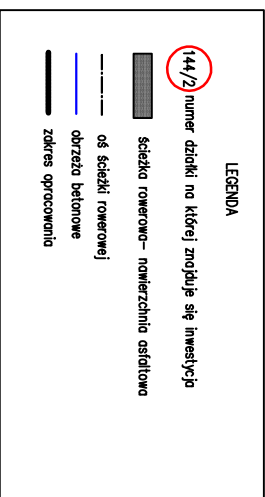 LEGENDA
144/2 numer działki na której znajduje się inwestycja
ścieżka rowerowa- nawierzchnia asfaltowa
oś ścieżki rowerowej
obrzeża betonowe
zakres opracowania